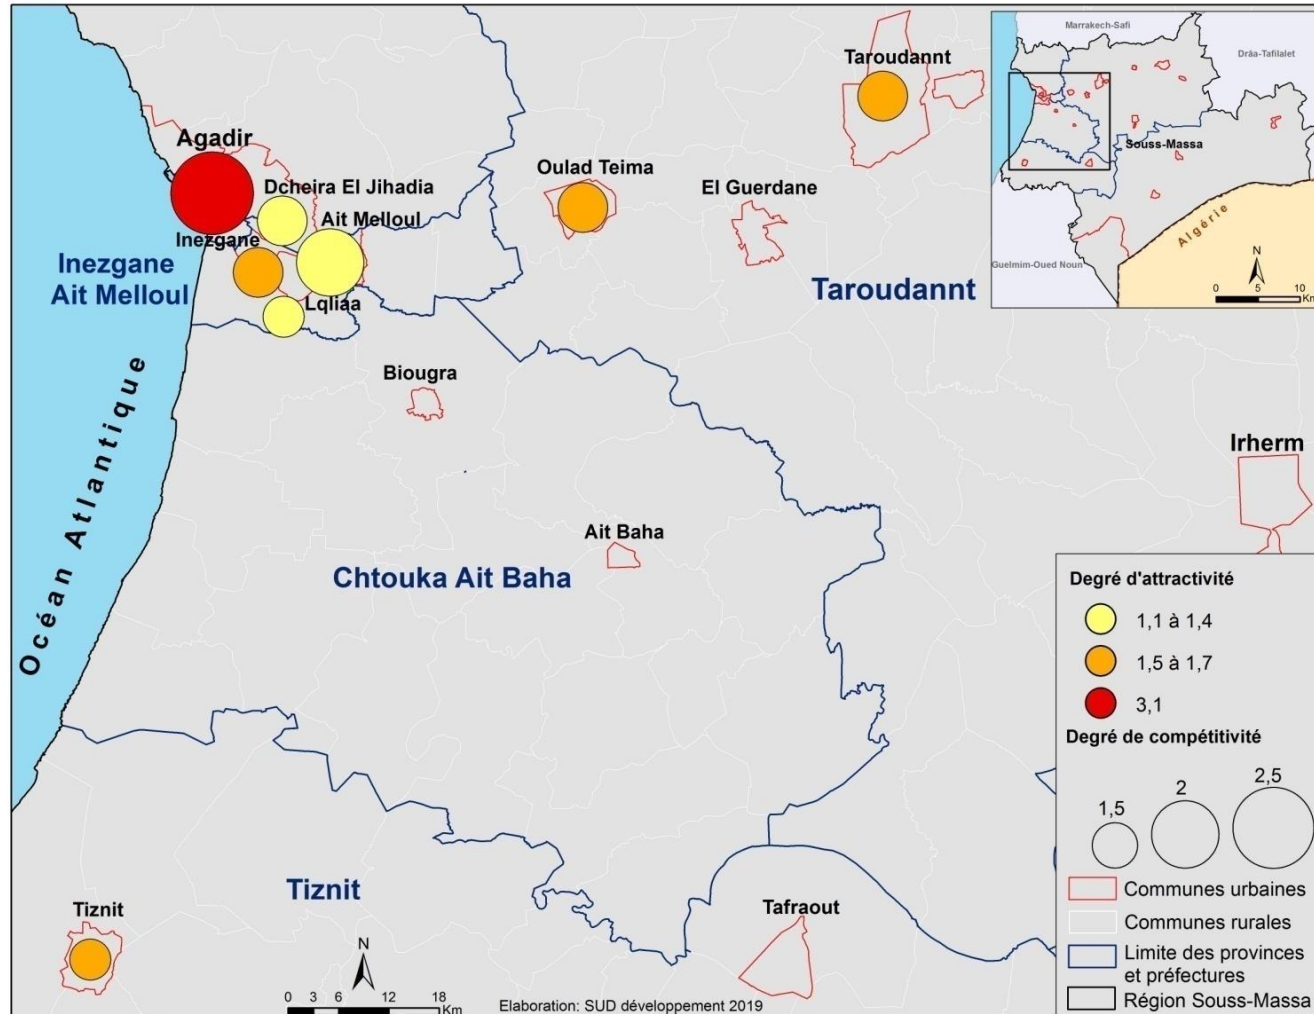 Marrakech-Safi
Drâa-Tafilalet
Souss-Massa
Algérie
Guelmim-Oued Noun
N
0 5 10
Km
Taroudannt
Agadir
Oulad Teima
Dcheira El Jihadia
El Guerdane
Ait Melloul
Inezgane
Inezgane
Ait Melloul
Taroudannt
Lqliaa
Océan Atlantique
Biougra
Irherm
Ait Baha
Chtouka Ait Baha
Tiznit
Tiznit
Tafraout
N
0 3 6 12 18
Km
Elaboration: SUD développement 2019
Degré d'attractivité
1,1 à 1,4
1,5 à 1,7
3,1
Degré de compétitivité
1,5 2 2,5
Communes urbaines
Communes rurales
Limite des provinces
et préfectures
Région Souss-Massa